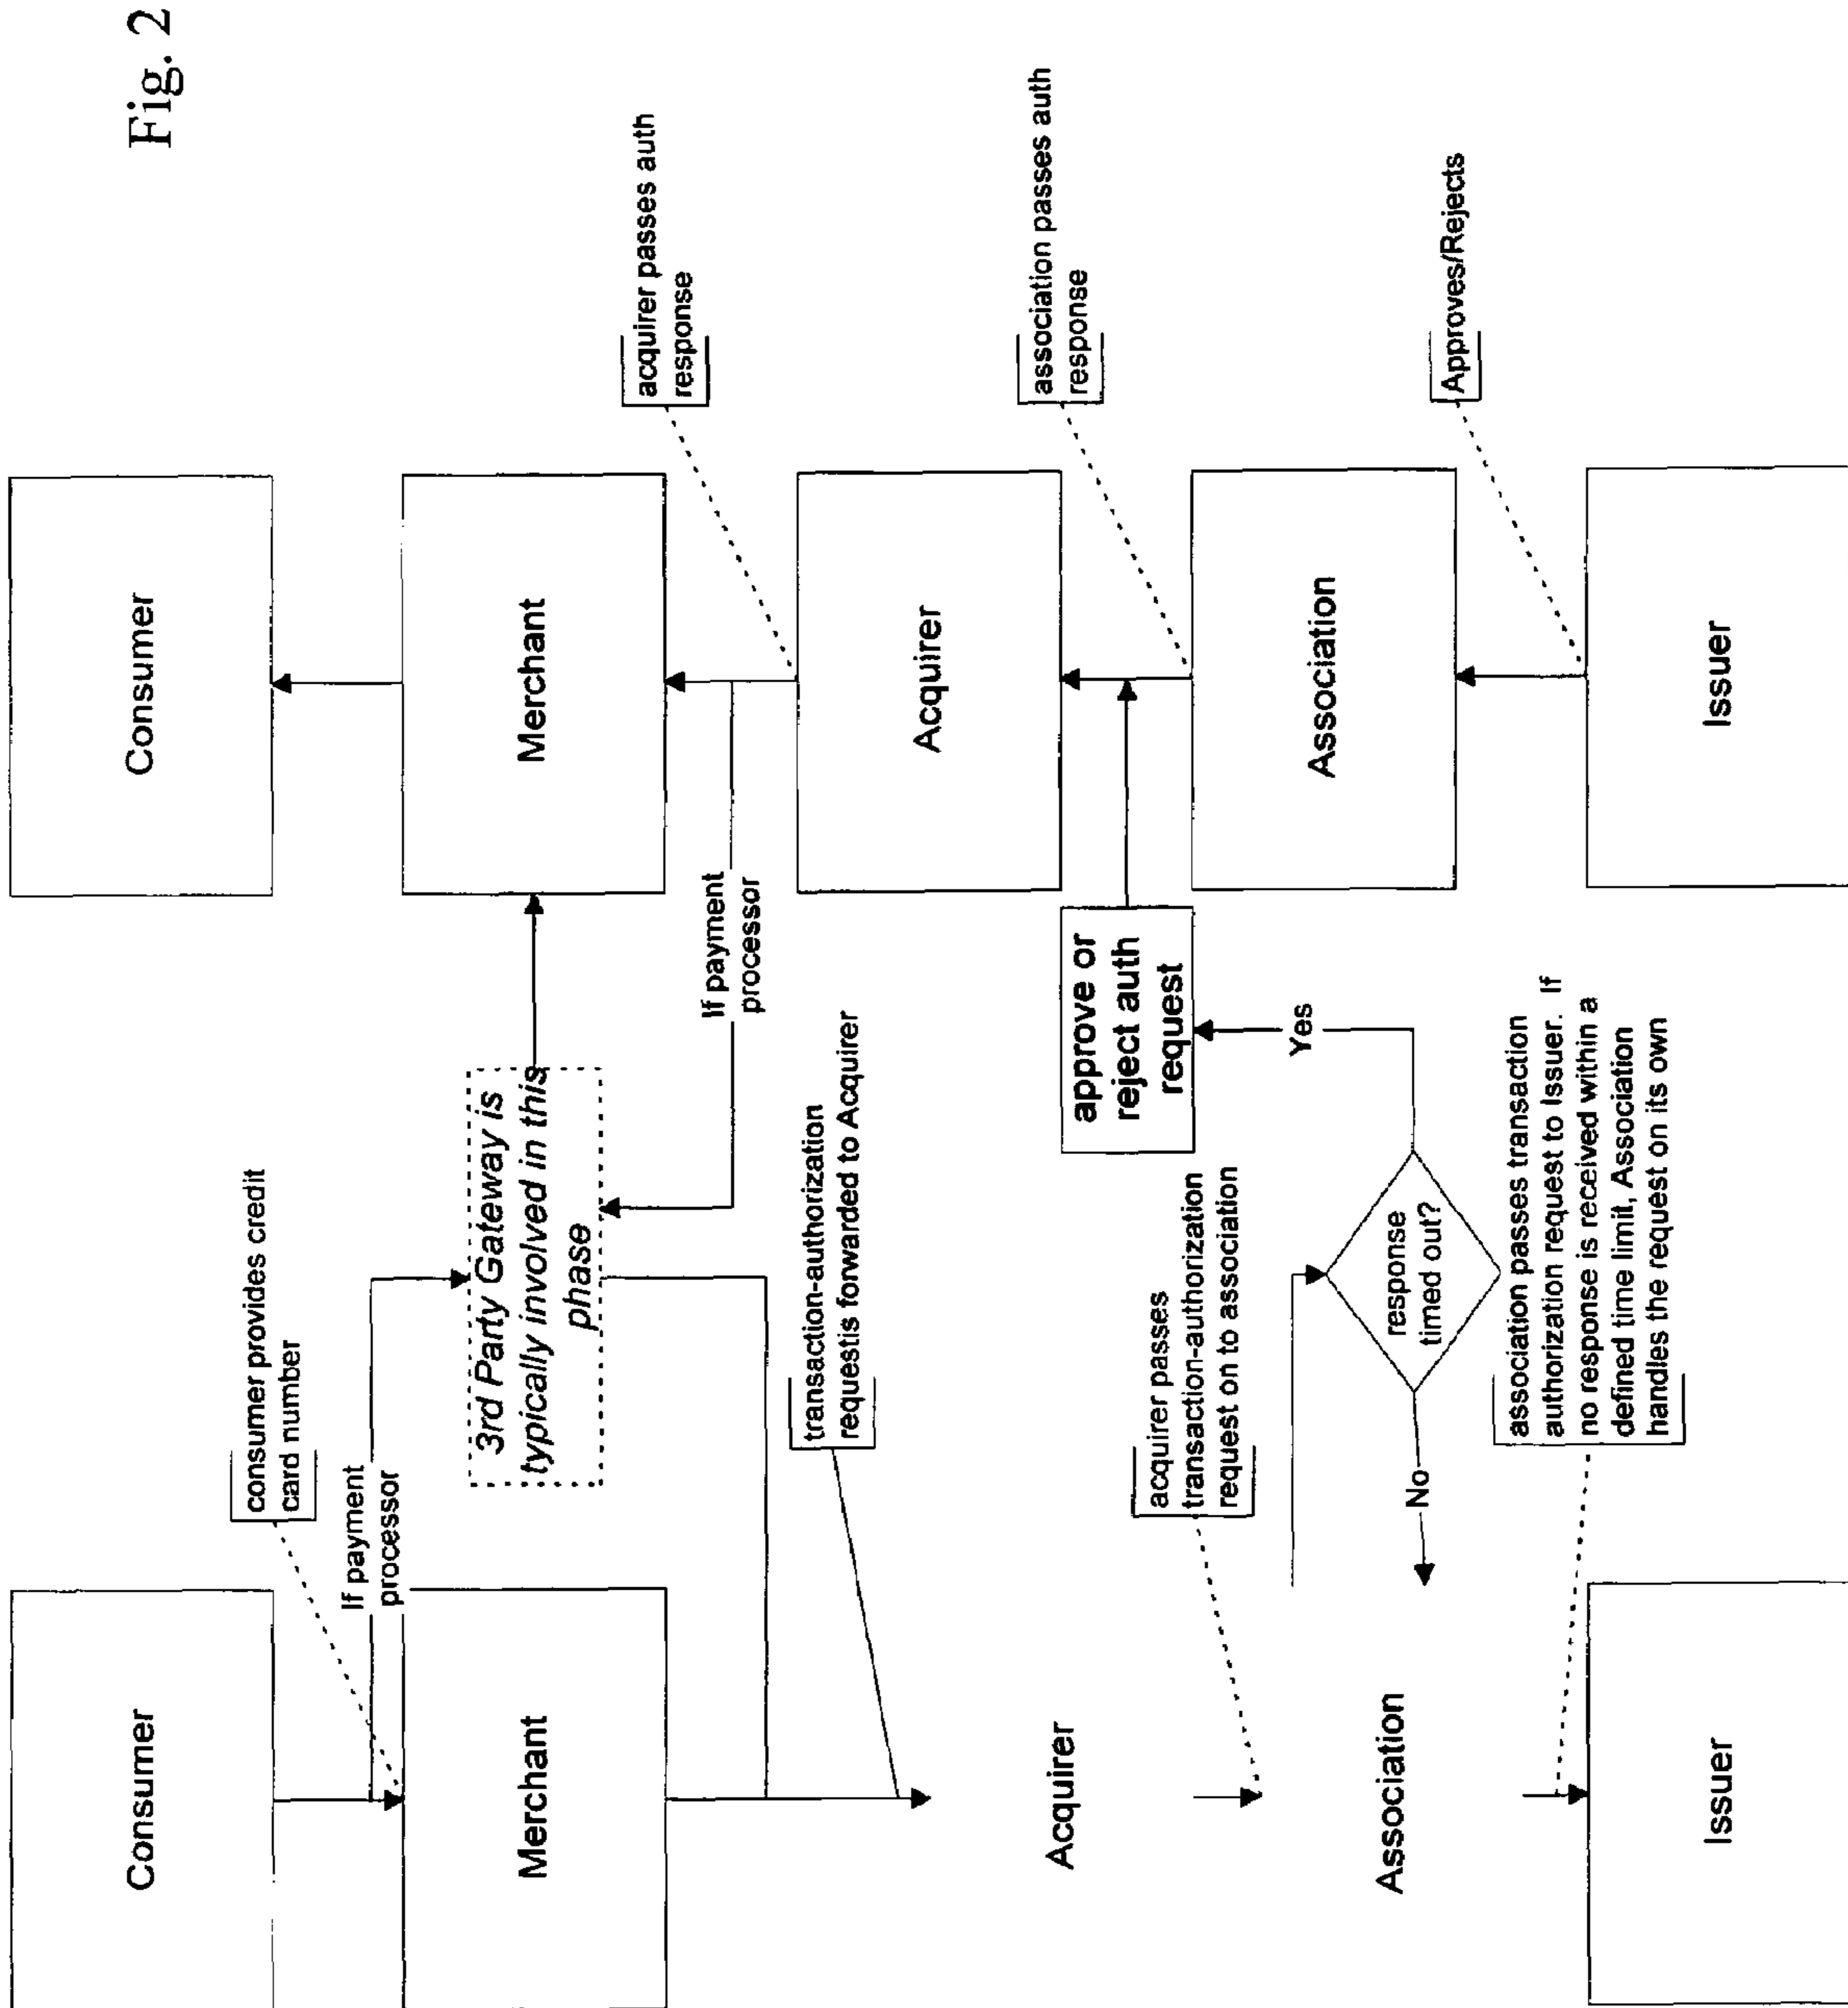 Fig. 2
Consumer
consumer provides credit
card number
If payment
processor
Merchant
3rd Party Gateway is
typically involved in this
phase
transaction-authorization
requestis forwarded to Acquirer
Acquirer
acquirer passes
transaction-authorization
request on to association
Association
response
timed out?
No
Yes
approve or
reject auth
request
association passes transaction
authorization request to Issuer. If
no response is received within a
defined time limit, Association
handles the request on its own
Issuer
Consumer
Merchant
If payment
processor
acquirer passes auth
response
Acquirer
association passes auth
response
Association
Approves/Rejects
Issuer